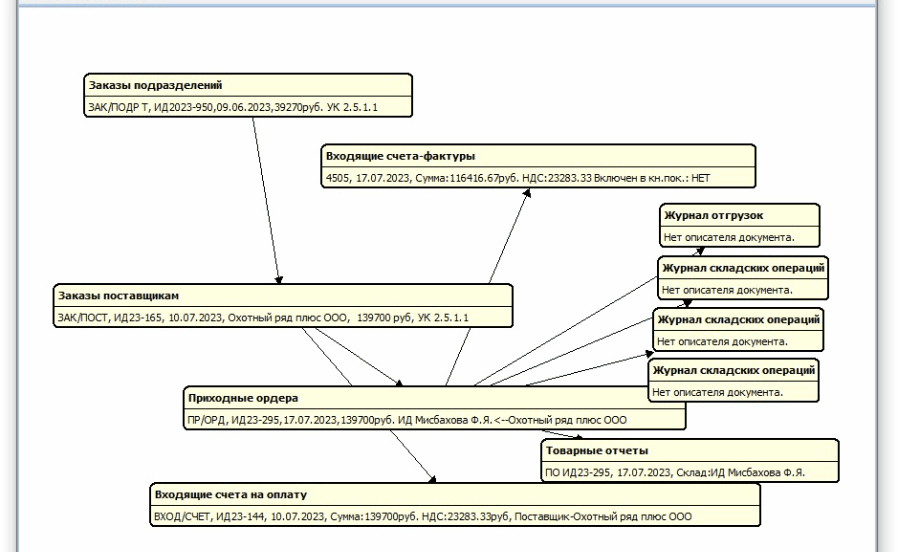 Заказы подразделений
ЗАК/ПОДР Т, ИД2023-950,09.06.2023,39270руб. УК 2.5.1.1
Входящие счета-фактуры
4505, 17.07.2023, Сумма:116416.67руб. НДС:23283.33 Включен в кн.пок.: НЕТ
Журнал отгрузок
Нет описателя документа.
Журнал складских операций
Нет описателя документа.
Заказы поставщикам
ЗАК/ПОСТ, ИД23-165, 10.07.2023, Охотный ряд плюс ООО, 139700 руб, УК 2.5.1.1
Журнал складских операций
Нет описателя документа.
Журнал складских операций
Нет описателя документа.
Приходные ордера
ПР/ОРД, ИД23-295,17.07.2023,139700руб. ИД Мисбахова Ф.Я.<--Охотный ряд плюс ООО
Товарные отчеты
ПО ИД23-295, 17.07.2023, Склад:ИД Мисбахова Ф.Я.
Входящие счета на оплату
ВХОД/СЧЕТ, ИД23-144, 10.07.2023, Сумма:139700руб. НДС:23283.33руб, Поставщик-Охотный ряд плюс ООО